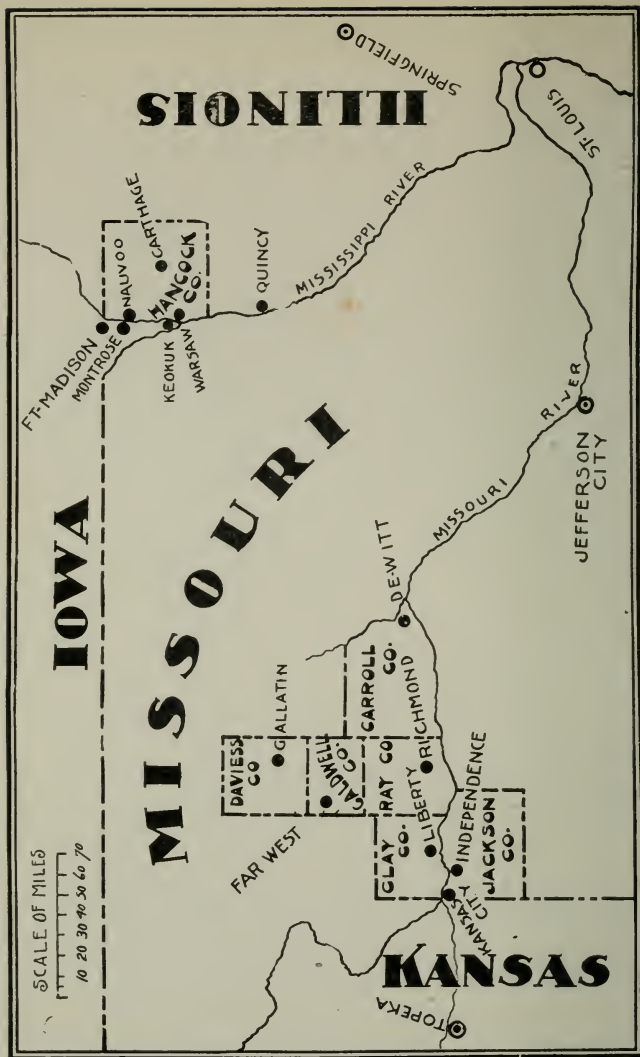 SPRINGFIELD
ILLINOIS
ST. LOUIS
MISSISSIPPI RIVER
CARTHAGE
NAUVOO
HANCOCK
CO.
QUINCY
FT-MADISON
MONTROSE
KEOKUK
WARSAW
IOWA
MISSOURI
MISSOURI RIVER
JEFFERSON
CITY
DE-WITT
CARROLL
CO.
GALLATIN
DAVIESS
CO
CALDWELL
CO.
FAR WEST
RAY CO
RICHMOND
CLAY
CO.
LIBERTY
INDEPENDENCE
JACKSON
CO.
KANSAS
CITY
KANSAS
TOPEKA
SCALE OF MILES
10 20 30 40 50 60 70